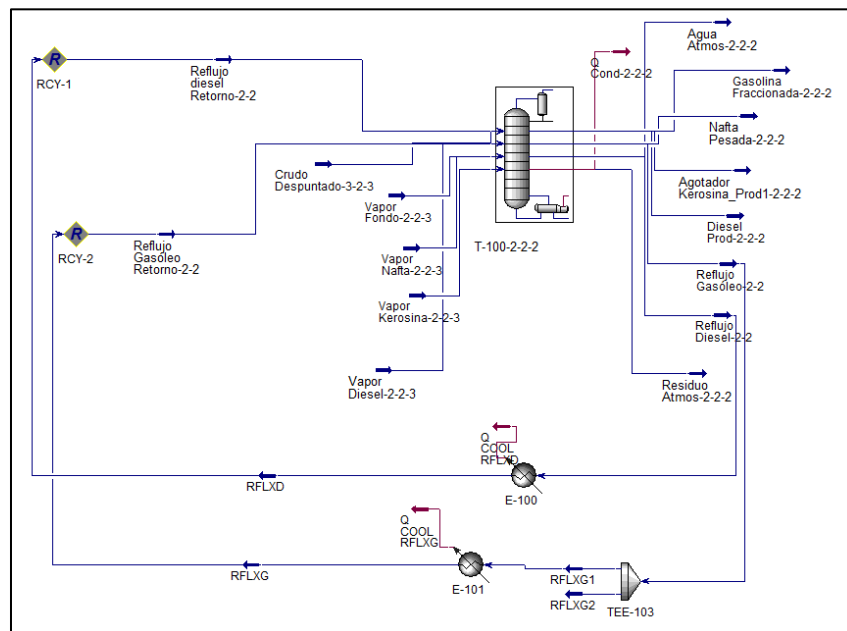 Agua
Atmos-2-2-2
R
RCY-1
Reflujo
diesel
Retorno-2-2
Q
Cond-2-2-2
Gasolina
Fraccionada-2-2-2
Nafta
Pesada-2-2-2
Crudo
Despuntado-3-2-3
Agotador
Kerosina_Prod1-2-2-2
Vapor
Fondo-2-2-3
Diesel
Prod-2-2-2
R
RCY-2
Reflujo
Gasóleo
Retorno-2-2
T-100-2-2-2
Vapor
Nafta-2-2-3
Reflujo
Gasóleo-2-2
Vapor
Kerosina-2-2-3
Reflujo
Diesel-2-2
Vapor
Diesel-2-2-3
Residuo
Atmos-2-2-2
Q
COOL
RFLXD
RFLXD
E-100
Q
COOL
RFLXG
RFLXG
E-101
RFLXG1
RFLXG2
TEE-103